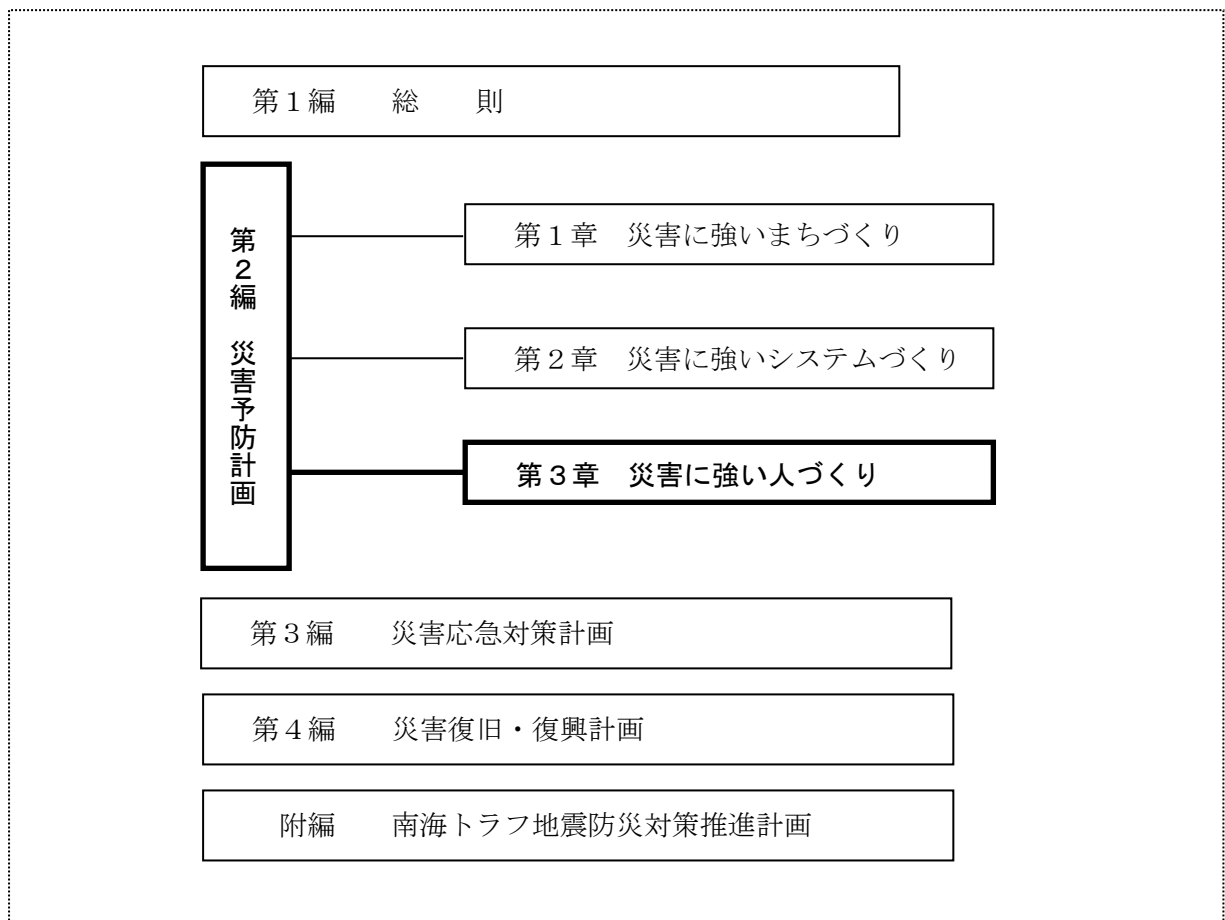 第１編　　総　　則
第２編　災害予防計画
第１章　災害に強いまちづくり
第２章　災害に強いシステムづくり
第３章　災害に強い人づくり
第３編　　災害応急対策計画
第４編　　災害復旧・復興計画
附編　　南海トラフ地震防災対策推進計画